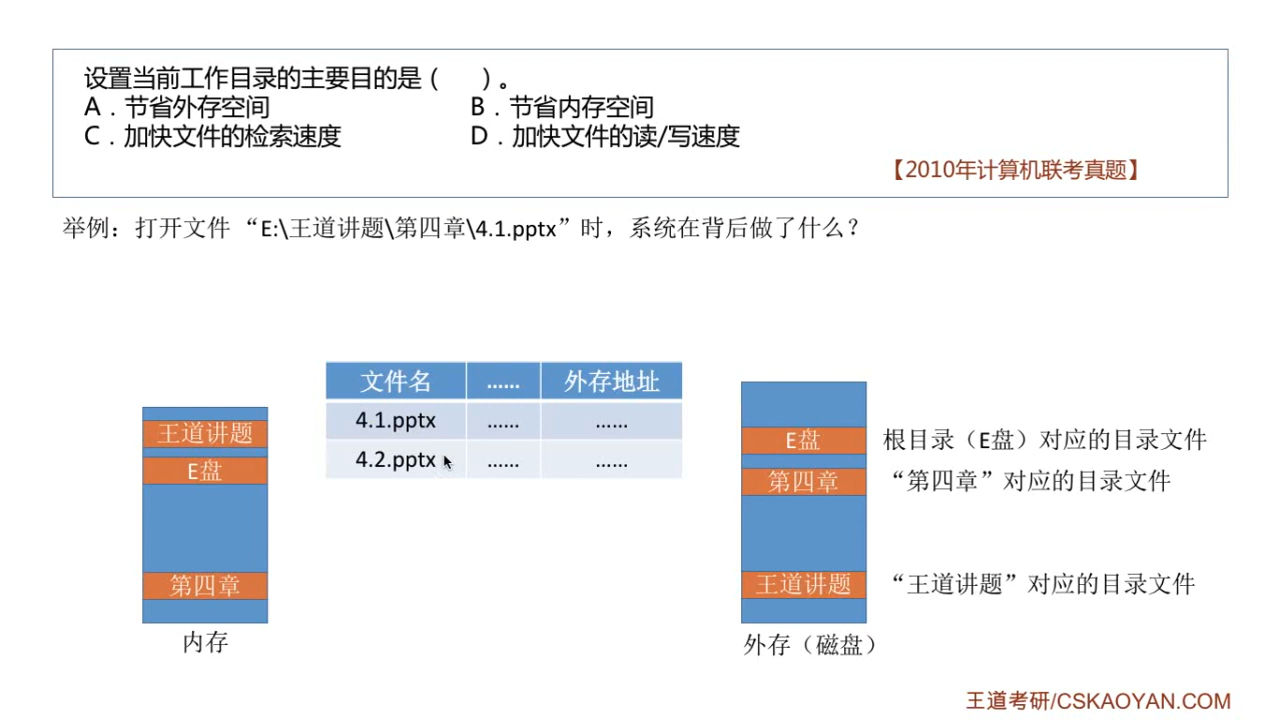 设置当前工作目录的主要目的是（ ）。
A．节省外存空间 B．节省内存空间
C．加快文件的检索速度 D．加快文件的读/写速度
【2010年计算机联考真题】
举例：打开文件 “E:\王道讲题\第四章\4.1.pptx”时，系统在背后做了什么？
文件名 …… 外存地址
4.1.pptx …… ……
4.2.pptx …… ……
王道讲题
E盘
第四章
内存
E盘 根目录（E盘）对应的目录文件
第四章 “第四章”对应的目录文件
王道讲题 “王道讲题”对应的目录文件
外存（磁盘）
王道考研/CSKAOYAN.COM